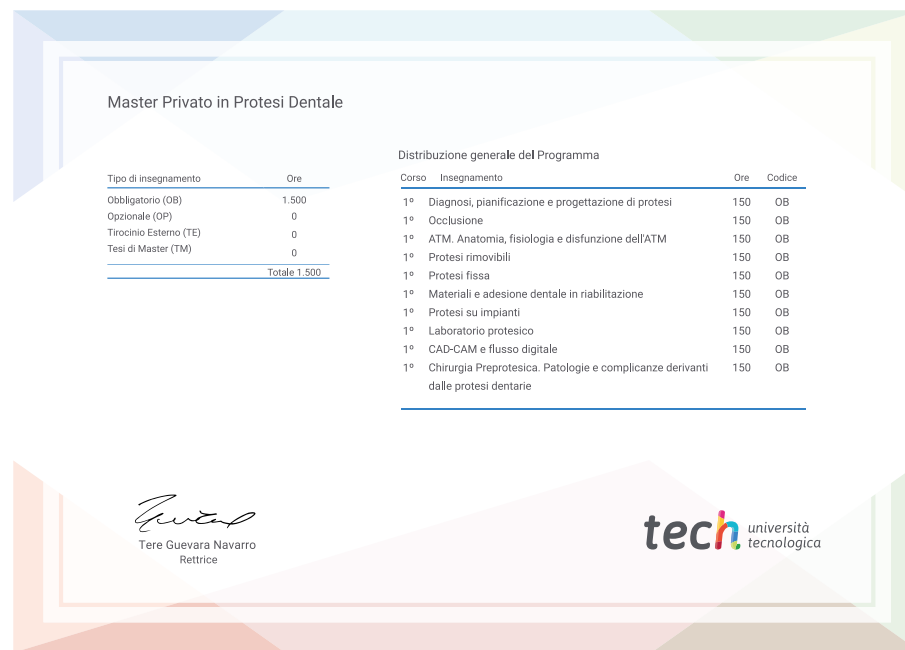 Master Privato in Protesi Dentale
Tipo di insegnamento Ore
Obbligatorio (OB) 1.500
Opzionale (OP) 0
Tirocinio Esterno (TE) 0
Tesi di Master (TM) 0
Totale 1.500
Distribuzione generale del Programma
Corso Insegnamento Ore Codice
1º Diagnosi, pianificazione e progettazione di protesi 150 OB
1º Occlusione 150 OB
1º ATM. Anatomia, fisiologia e disfunzione dell'ATM 150 OB
1º Protesi rimovibili 150 OB
1º Protesi fissa 150 OB
1º Materiali e adesione dentale in riabilitazione 150 OB
1º Protesi su impianti 150 OB
1º Laboratorio protesico 150 OB
1º CAD-CAM e flusso digitale 150 OB
1º Chirurgia Preprotesica. Patologie e complicanze derivanti 150 OB
dalle protesi dentarie
Tere Guevara Navarro
Rettrice
tech università
tecnologica